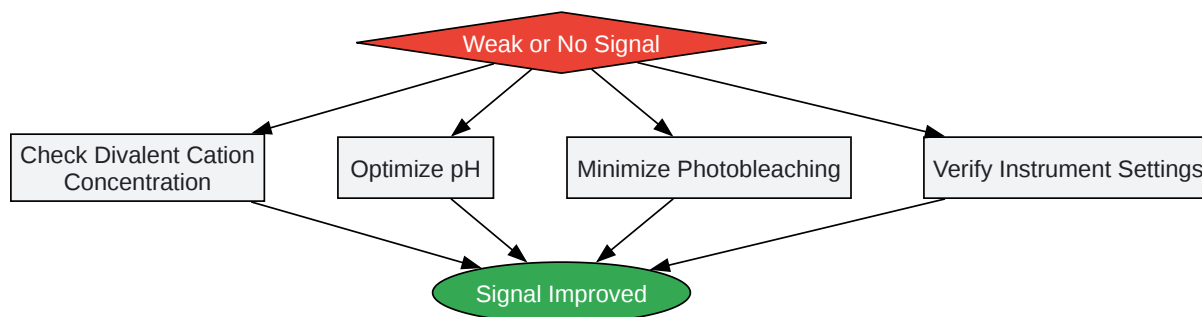 Weak or No Signal
Check Divalent Cation
Concentration
Optimize pH
Minimize Photobleaching
Verify Instrument Settings
Signal Improved